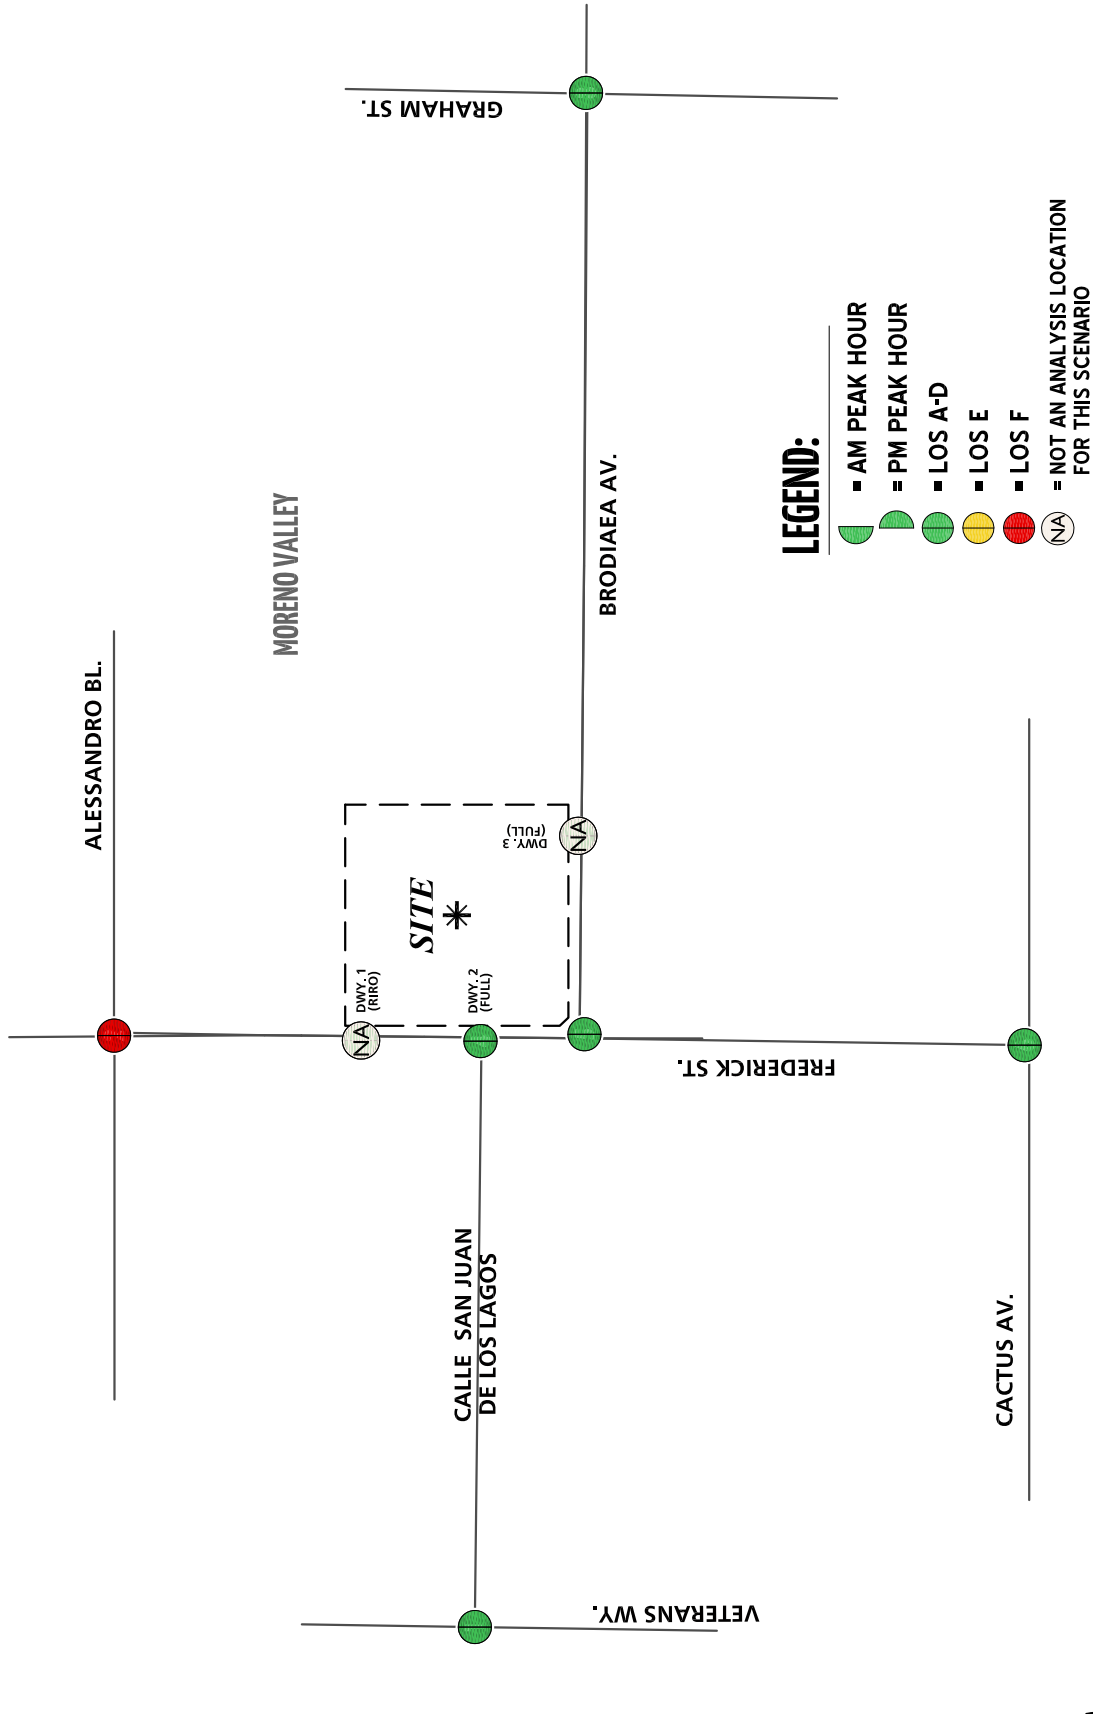 GRAHAM ST.
ALESSANDRO BL.
MORENO VALLEY
BRODIAEA AV.
SITE
DWY. 1
(RIRO)
NA
DWY. 2
(FULL)
DWY. 3
(FULL)
NA
FREDERICK ST.
CALLE SAN JUAN
DE LOS LAGOS
CACTUS AV.
VETERANS WY.
LEGEND:
= AM PEAK HOUR
= PM PEAK HOUR
= LOS A-D
= LOS E
= LOS F
NA = NOT AN ANALYSIS LOCATION
FOR THIS SCENARIO